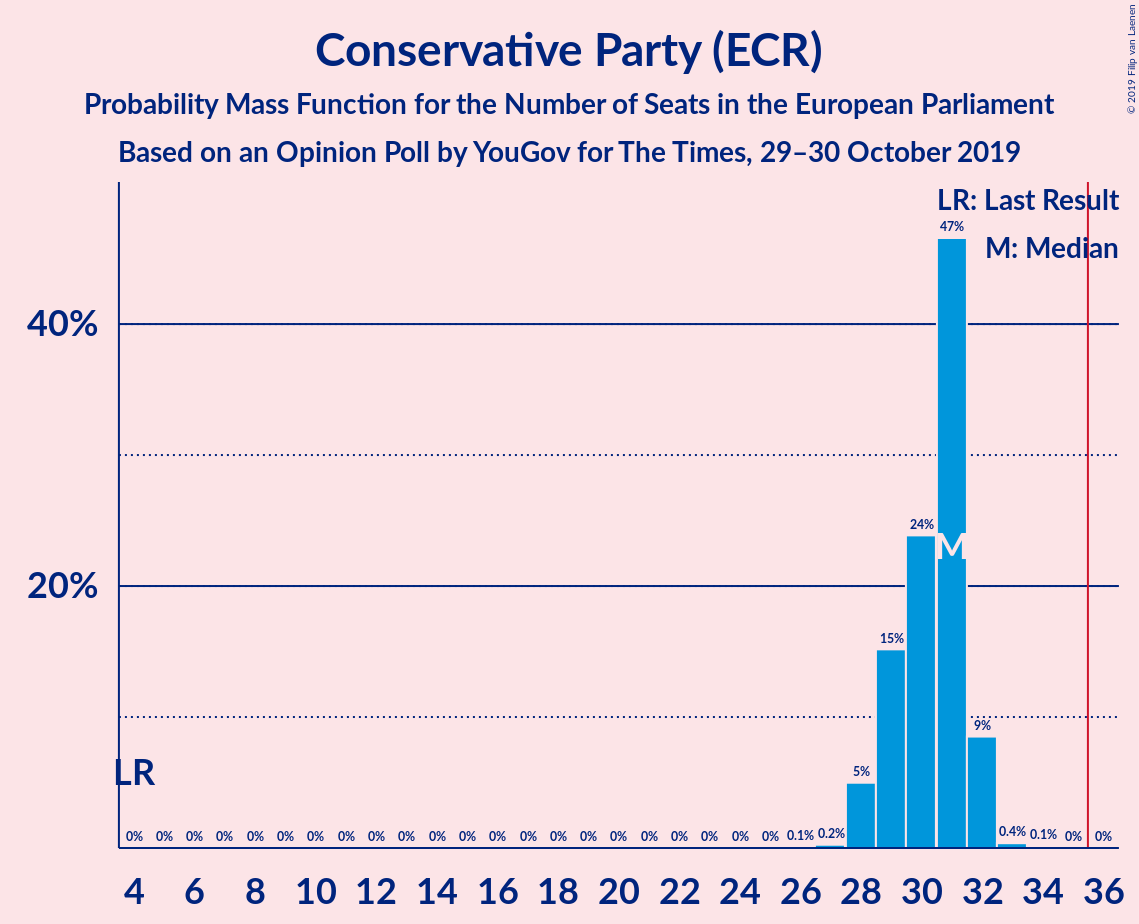 Conservative Party (ECR)
Probability Mass Function for the Number of Seats in the European Parliament
Based on an Opinion Poll by YouGov for The Times, 29–30 October 2019
© 2019 Filip van Laenen
LR: Last Result
M: Median
47%
40%
24%
M
20%
15%
9%
5%
LR
0% 0% 0% 0% 0% 0% 0% 0% 0% 0% 0% 0% 0% 0% 0% 0% 0% 0% 0% 0% 0% 0% 0.1% 0.2% 0.4% 0.1% 0% 0%
4 6 8 10 12 14 16 18 20 22 24 26 28 30 32 34 36